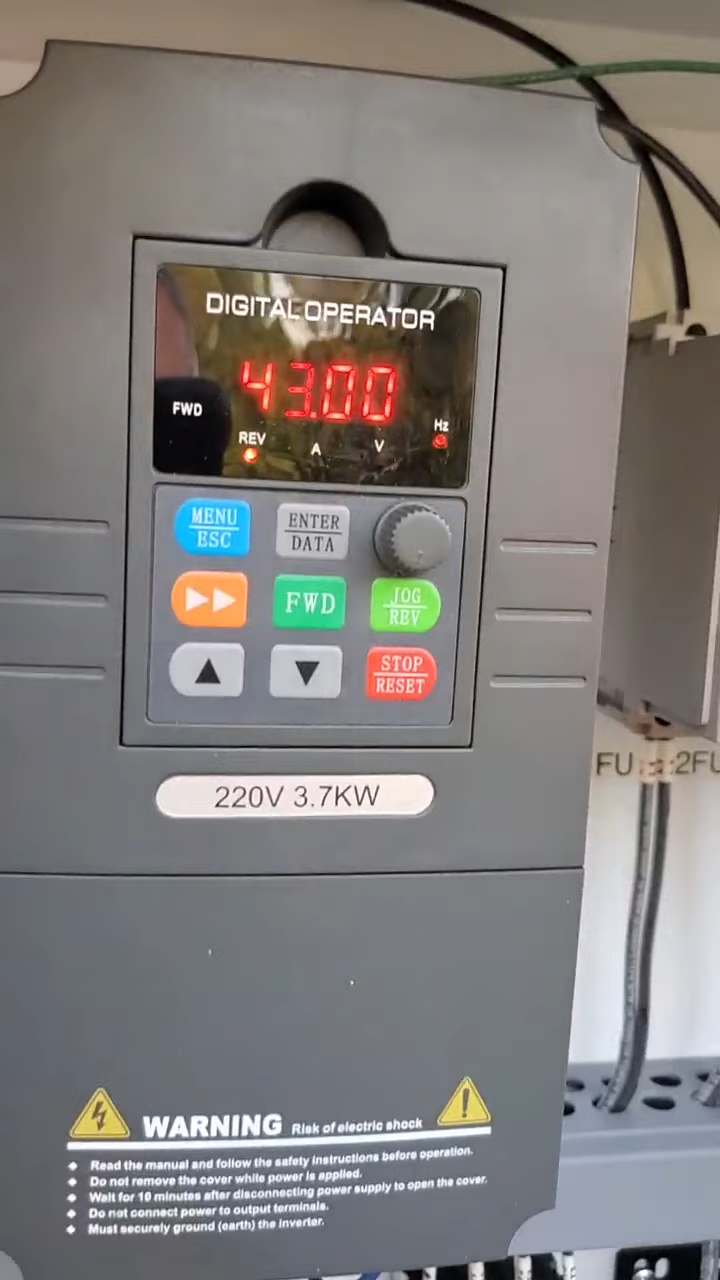 DIGITAL OPERATOR
43.00
FWD
REV
A
V
Hz
MENU
ESC
ENTER
DATA
FWD
JOG
REV
STOP
RESET
220V 3.7KW
FU
2FU
WARNING Risk of electric shock
Read the manual and follow the safety instructions before operation.
Do not remove the cover while power is applied.
Wait for 10 minutes after disconnecting power supply to open the cover.
Do not connect power to output terminals.
Must securely ground (earth) the inverter.